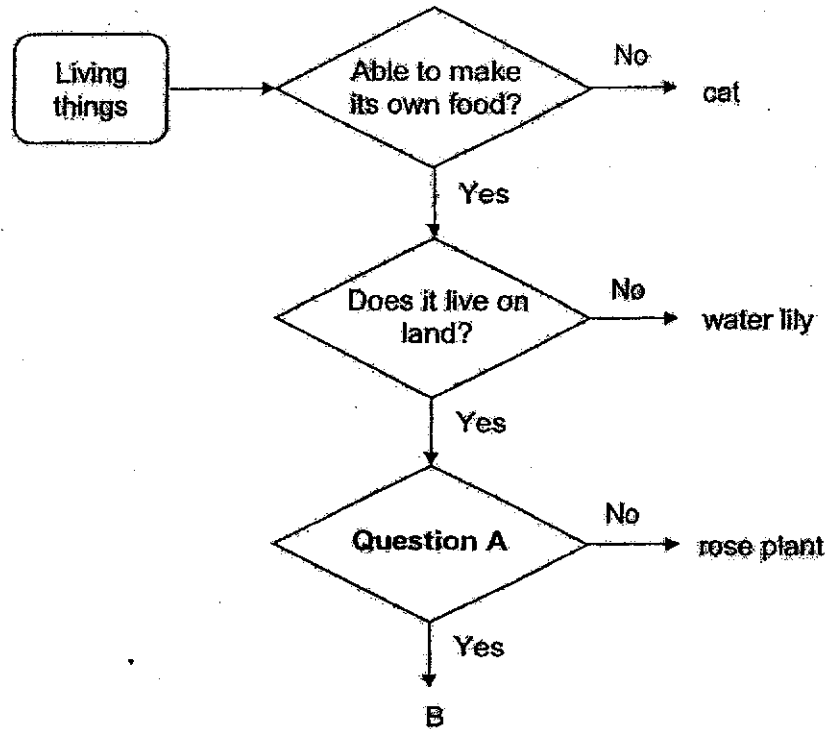 Living
things
Able to make
its own food?
No
cat
Yes
Does it live on
land?
No
water lily
Yes
Question A
No
rose plant
Yes
B